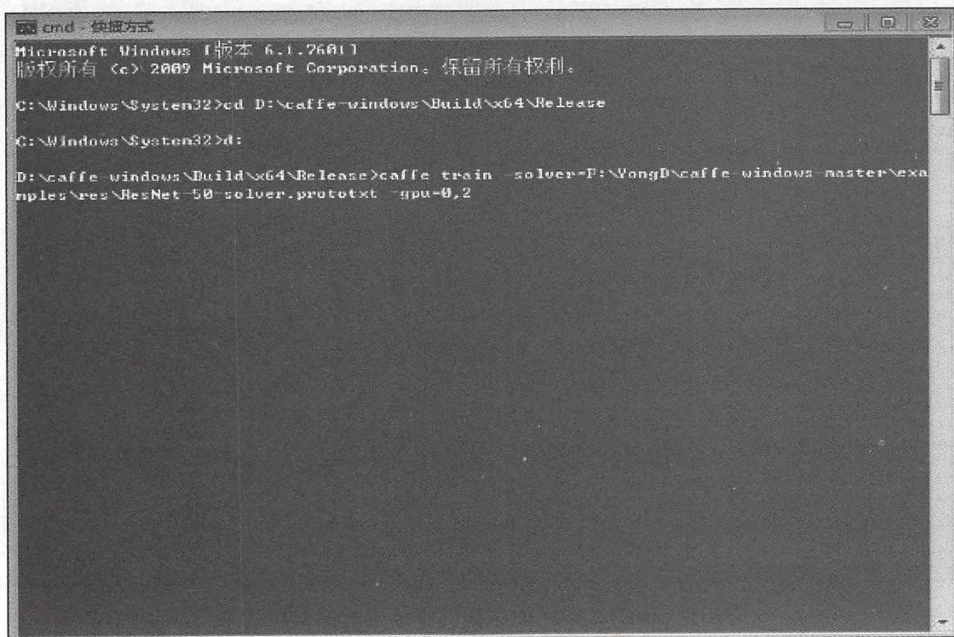 cmd - 快捷方式
Microsoft Windows [版本 6.1.7601]
版权所有 (c) 2009 Microsoft Corporation。保留所有权利。
C:\Windows\System32>cd D:\caffe-windows\Build\x64\Release
C:\Windows\System32>d:
D:\caffe-windows\Build\x64\Release>caffe train -solver=F:\YongD\caffe-windows-master\exa
mples\res\ResNet-50-solver.prototxt -gpu=0,2